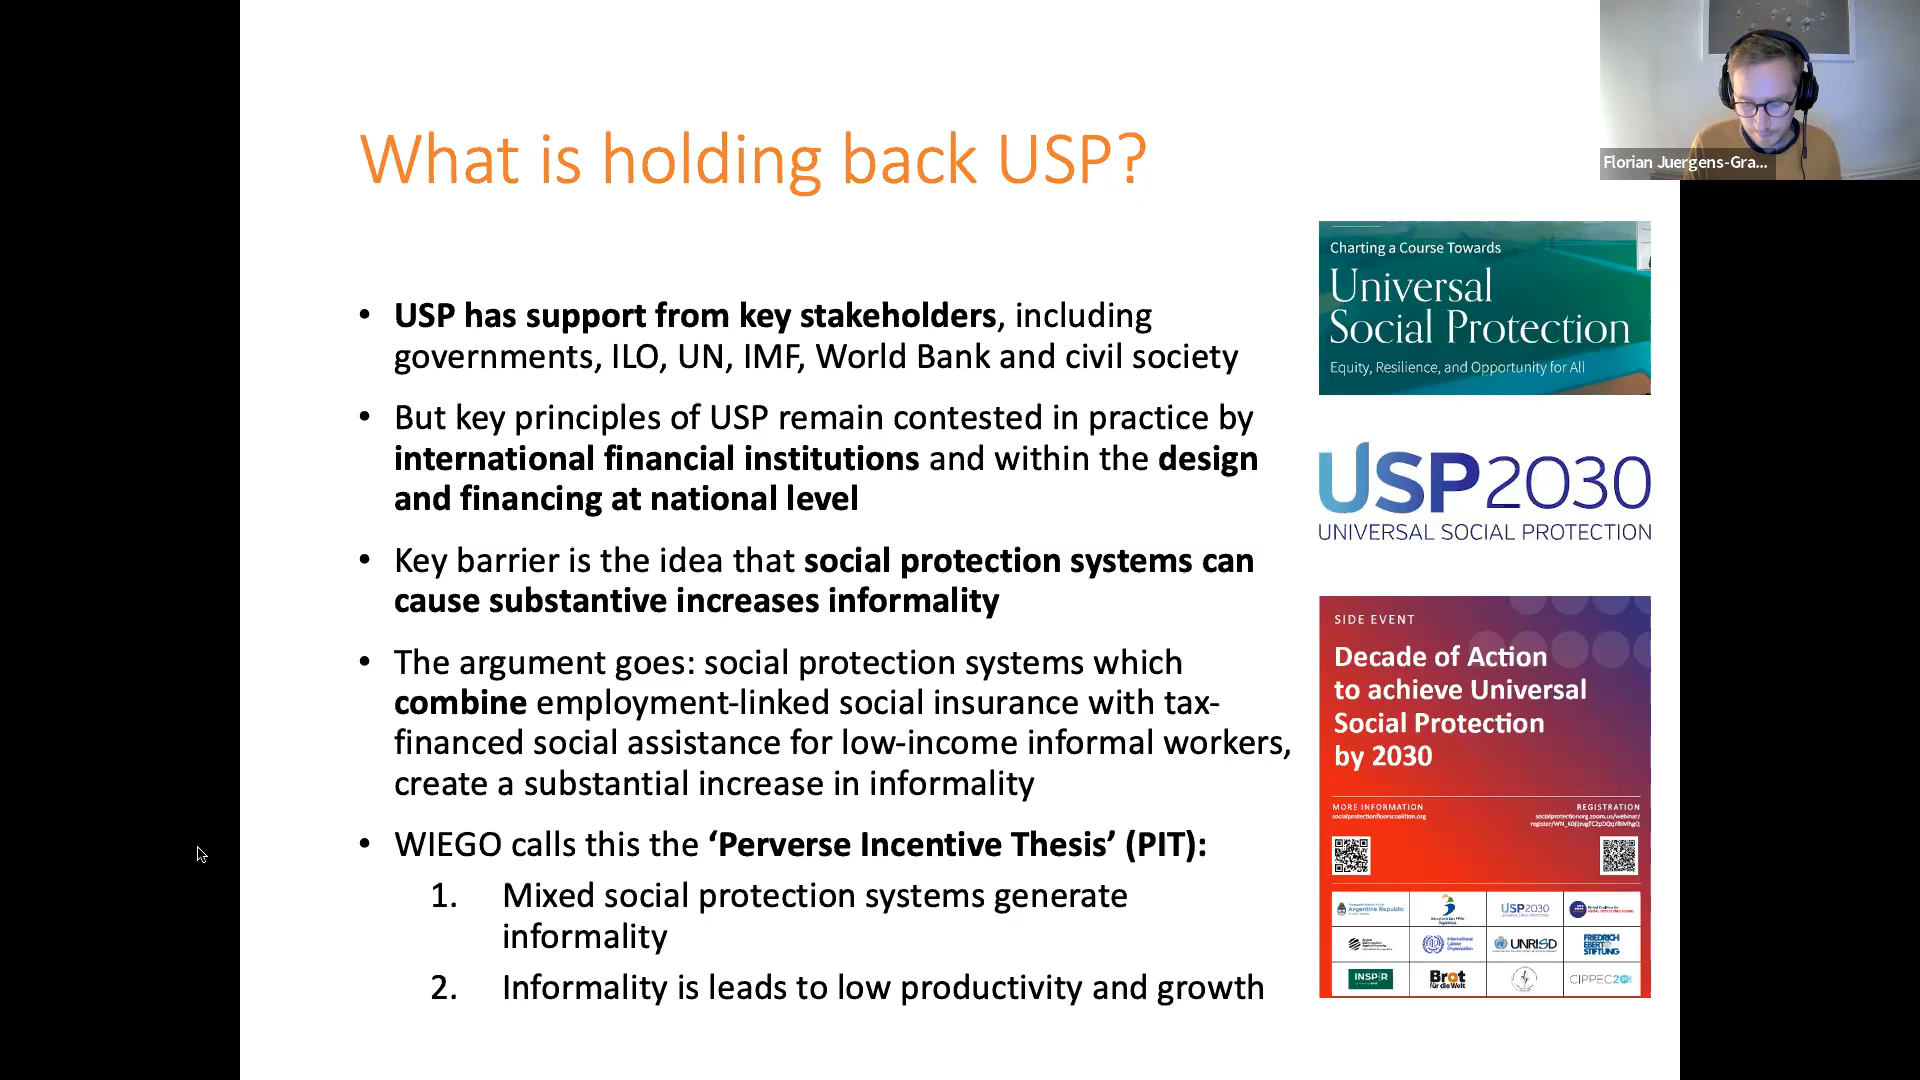 What is holding back USP?
• USP has support from key stakeholders, including
governments, ILO, UN, IMF, World Bank and civil society
• But key principles of USP remain contested in practice by
international financial institutions and within the design
and financing at national level
• Key barrier is the idea that social protection systems can
cause substantive increases informality
• The argument goes: social protection systems which
combine employment-linked social insurance with tax-
financed social assistance for low-income informal workers,
create a substantial increase in informality
• WIEGO calls this the ‘Perverse Incentive Thesis’ (PIT):
1. Mixed social protection systems generate
informality
2. Informality is leads to low productivity and growth
Florian Juergens-Gra...
Charting a Course Towards
Universal
Social Protection
Equity, Resilience, and Opportunity for All
USP2030
UNIVERSAL SOCIAL PROTECTION
SIDE EVENT
Decade of Action
to achieve Universal
Social Protection
by 2030
MORE INFORMATION
socialprotectionfloorscoalition.org
REGISTRATION
socialprotectionorg.zoom.us/webinar/
Argentine Republic
USP2030
International
Labour
Organization
UNRISD
FRIEDRICH
EBERT
STIFTUNG
INSPIR
Brot
für die Welt
CIPPEC